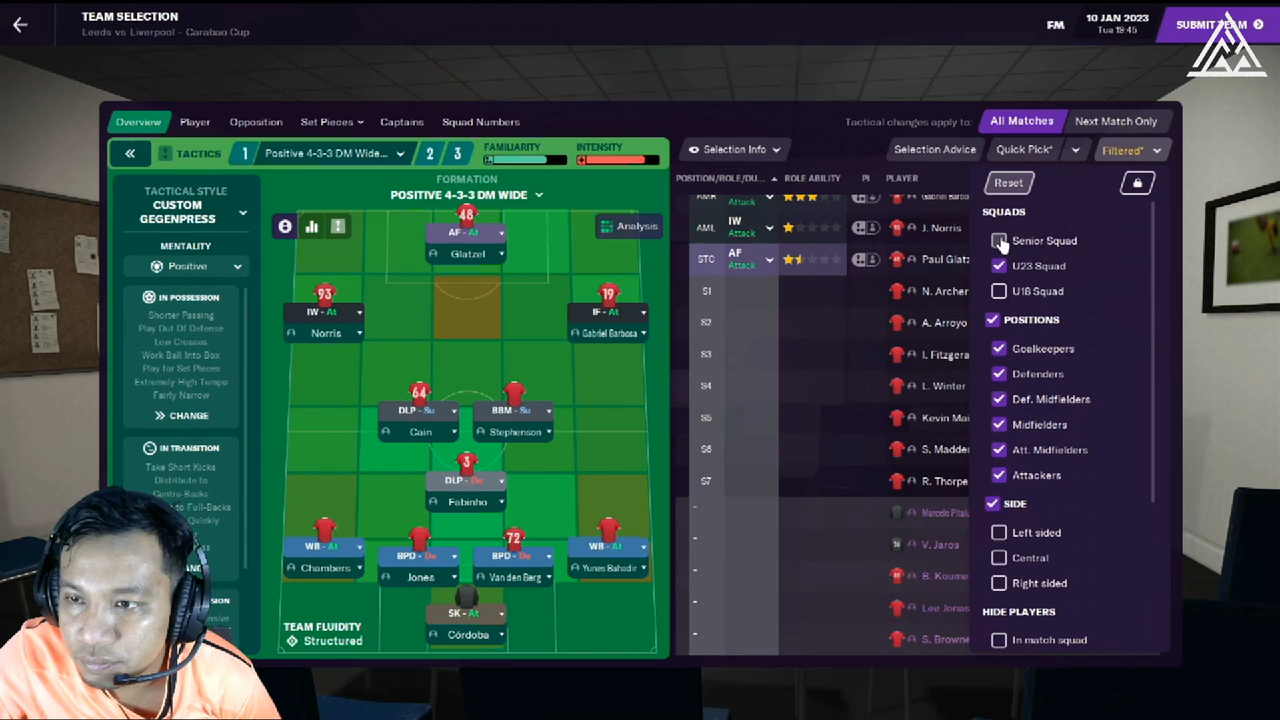 TEAM SELECTION
Leeds vs Liverpool - Carabao Cup
FM
10 JAN 2023
Tue 19:45
SUBMIT TEAM
Overview
Player
Opposition
Set Pieces
Captains
Squad Numbers
Tactical changes apply to:
All Matches
Next Match Only
TACTICS
1
Positive 4-3-3 DM Wide...
2
3
FAMILIARITY
INTENSITY
Selection Info
Selection Advice
Quick Pick*
Filtered*
TACTICAL STYLE
CUSTOM
GEGENPRESS
MENTALITY
Positive
IN POSSESSION
Shorter Passing
Play Out Of Defense
Low Crosses
Work Ball Into Box
Play for Set Pieces
Extremely High Tempo
Fairly Narrow
CHANGE
IN TRANSITION
Take Short Kicks
Distribute to
Centre-Backs
to Full-Backs
Quickly
FORMATION
POSITIVE 4-3-3 DM WIDE
Analysis
48
AF - At
Glatzel
93
IW - At
Norris
19
IF - At
Gabriel Barbosa
64
DLP - Su
Cain
BBM - Su
Stephenson
3
DLP - De
Fabinho
WB - At
Chambers
BPD - De
Jones
72
BPD - De
Van den Berg
WB - At
Yunes Bahadir
SK - At
Córdoba
TEAM FLUIDITY
Structured
POSITION/ROLE/DU...
ROLE ABILITY
PI
PLAYER
AMR
Attack
Gabriel Barbos
AML
IW
Attack
J. Norris
STC
AF
Attack
Paul Glatz
S1
N. Archer
S2
A. Arroyo
S3
I. Fitzgera
S4
L. Winter
S5
Kevin Mai
S6
S. Madder
S7
R. Thorpe
Marcelo Pitalu
V. Jaros
B. Koume
Lee Jonas
S. Browne
Reset
SQUADS
Senior Squad
U23 Squad
U18 Squad
POSITIONS
Goalkeepers
Defenders
Def. Midfielders
Midfielders
Att. Midfielders
Attackers
SIDE
Left sided
Central
Right sided
HIDE PLAYERS
In match squad